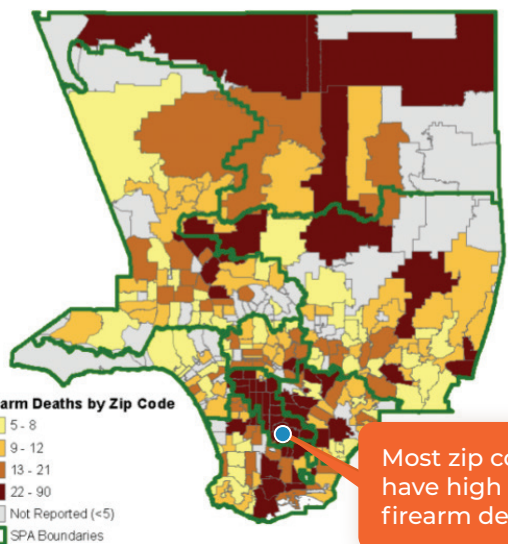 arm Deaths by Zip Code
5 - 8
9 - 12
13 - 21
22 - 90
Not Reported (<5)
SPA Boundaries
Most zip co
have high
firearm de